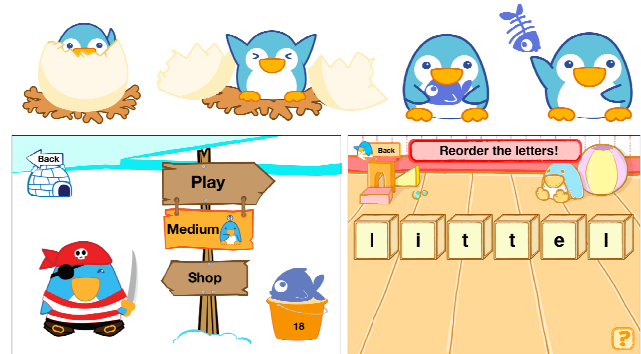 Back
Play
Medium
Shop
18
Back
Reorder the letters!
l i t t e l
?